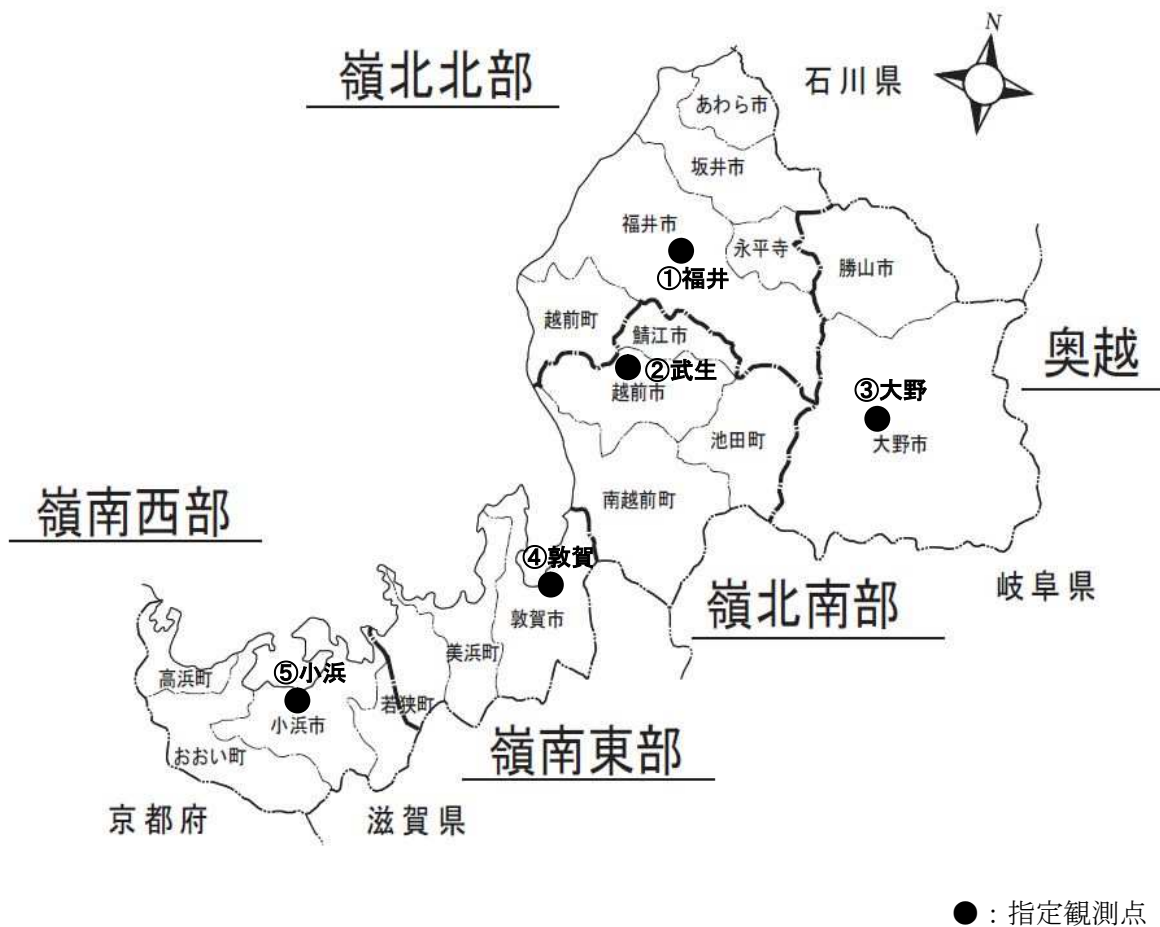 N
嶺北北部
石川県
あわら市
坂井市
福井市
永平寺
①福井
勝山市
越前町
鯖江市
奥越
②武生
越前市
③大野
池田町
大野市
嶺南西部
南越前町
④敦賀
岐阜県
嶺北南部
敦賀市
美浜町
⑤小浜
高浜町
若狭町
小浜市
おおい町
嶺南東部
京都府
滋賀県
●：指定観測点